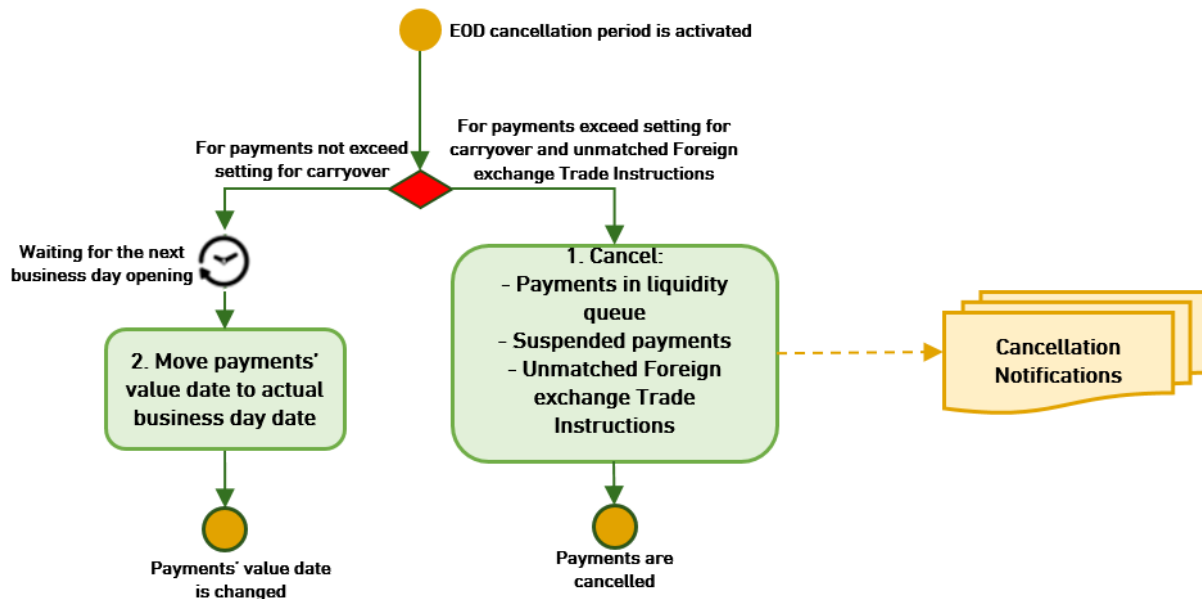 EOD cancellation period is activated
For payments not exceed
setting for carryover
For payments exceed setting for
carryover and unmatched Foreign
exchange Trade Instructions
Waiting for the next
business day opening
1. Cancel:
- Payments in liquidity
queue
- Suspended payments
- Unmatched Foreign
exchange Trade
Instructions
2. Move payments’
value date to actual
business day date
Cancellation
Notifications
Payments’ value date
is changed
Payments are
cancelled